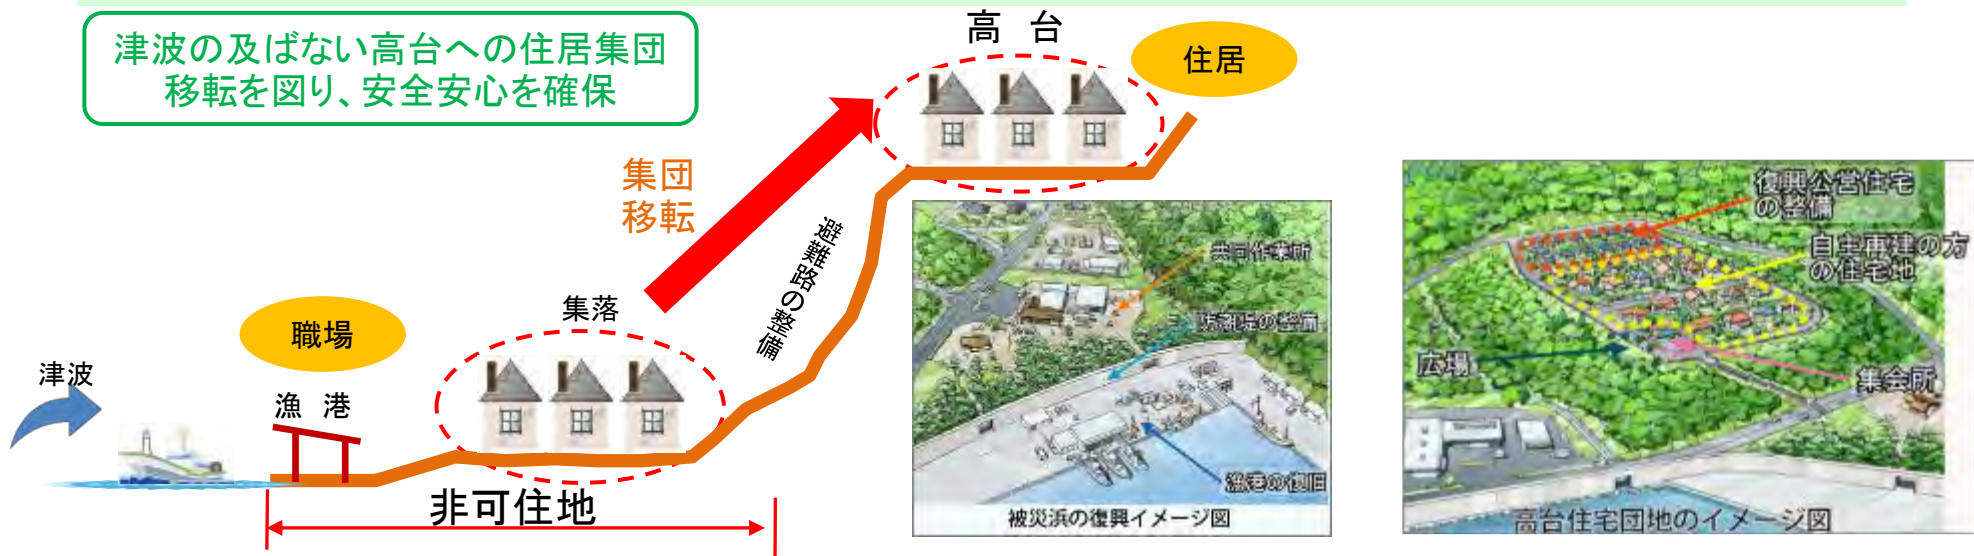 津波の及ばない高台への住居集団
移転を図り、安全安心を確保
高 台
住居
集団
移転
避難路の整備
集落
職場
津波
漁 港
非可住地
共同作業所
防潮堤の整備
漁港の復旧
被災浜の復興イメージ図
復興公営住宅
の整備
自主再建の方
の住宅地
広場
集会所
高台住宅団地のイメージ図